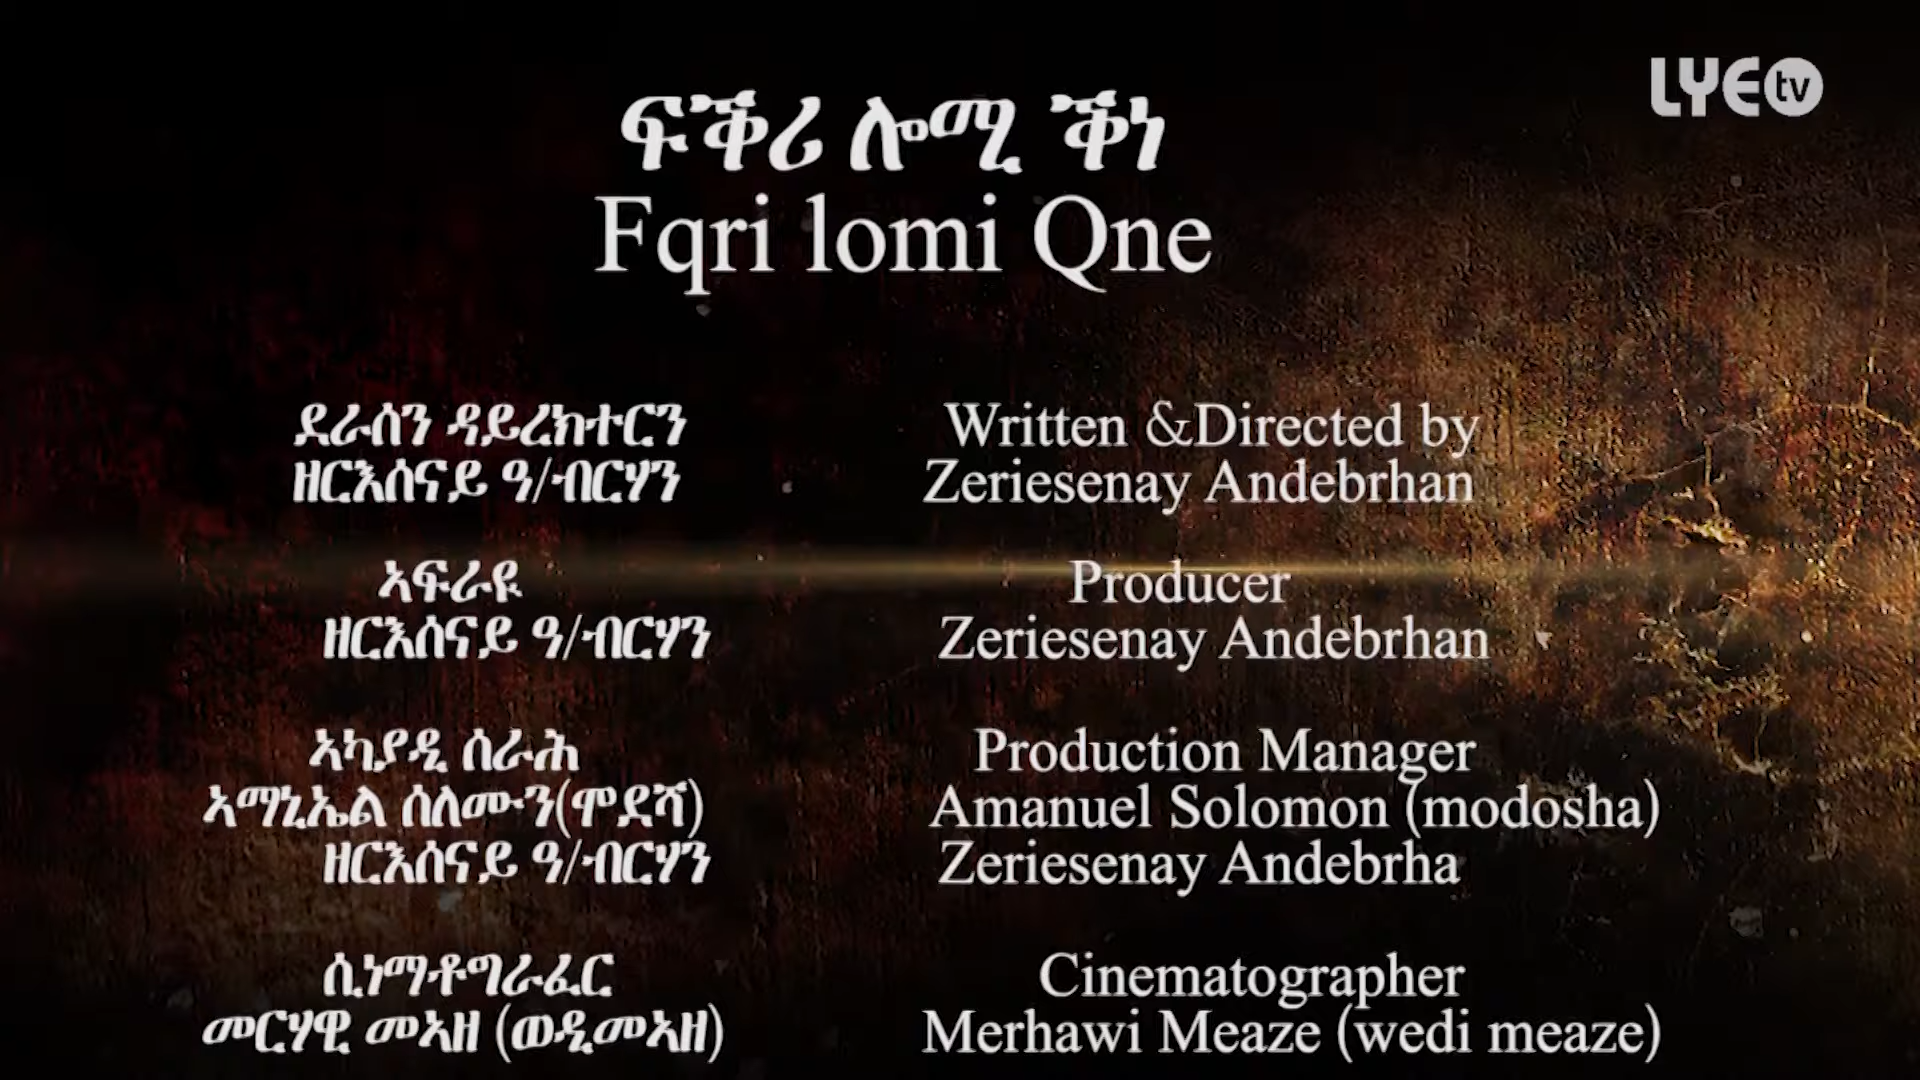 LYE tv
ፍቕሪ ሎሚ ቕነ
Fqri lomi Qne
ደራሰን ዳይረክተርን
ዘርእሰናይ ዓ/ብርሃን
Written &Directed by
Zeriesenay Andebrhan
ኣፍራዪ
ዘርእሰናይ ዓ/ብርሃን
Producer
Zeriesenay Andebrhan
ኣካያዲ ሰራሕ
ኣማኒኤል ሰለሙን(ሞደሻ)
ዘርእሰናይ ዓ/ብርሃን
Production Manager
Amanuel Solomon (modosha)
Zeriesenay Andebrha
ሲነማቶግራፈር
መርሃዊ መኣዘ (ወዲመኣዘ)
Cinematographer
Merhawi Meaze (wedi meaze)